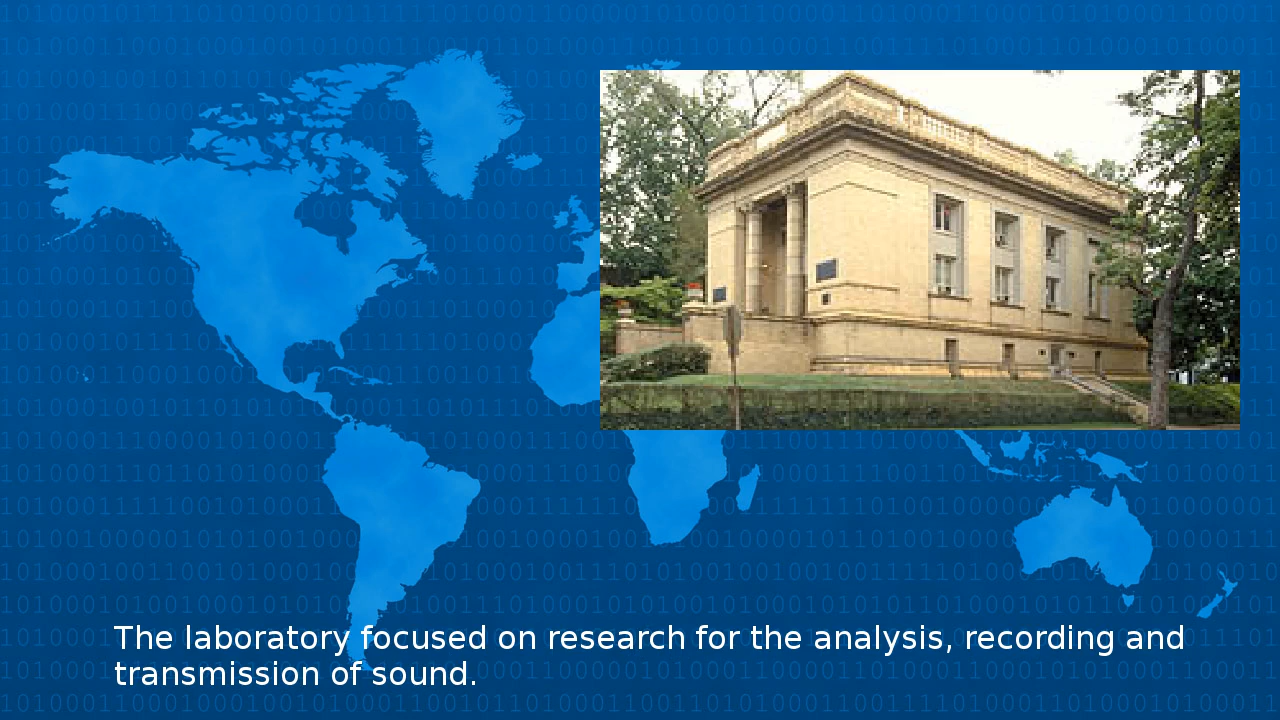 The laboratory focused on research for the analysis, recording and
transmission of sound.